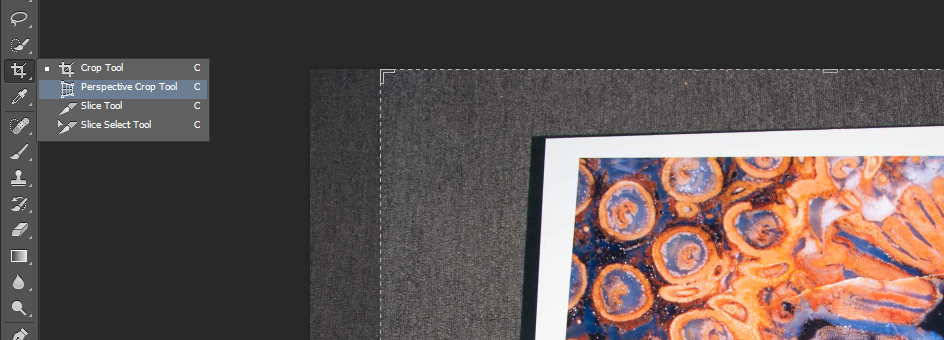 Crop Tool C
Perspective Crop Tool C
Slice Tool C
Slice Select Tool C